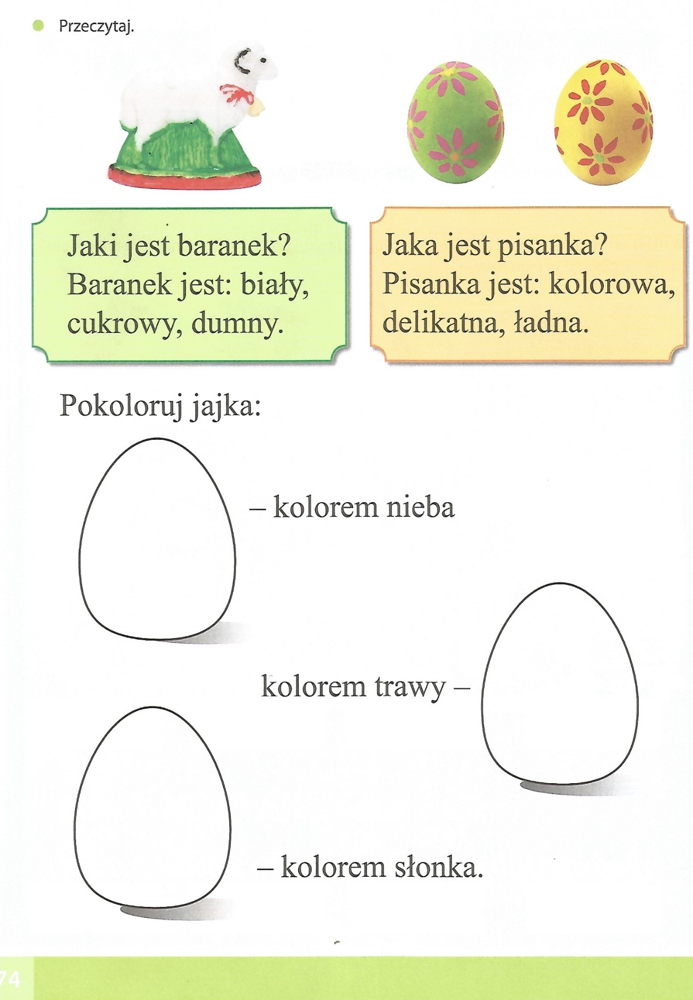 Przeczytaj.
Jaki jest baranek?
Baranek jest: biały,
cukrowy, dumny.
Jaka jest pisanka?
Pisanka jest: kolorowa,
delikatna, ładna.
Pokoloruj jajka:
– kolorem nieba
kolorem trawy –
– kolorem słonka.
74